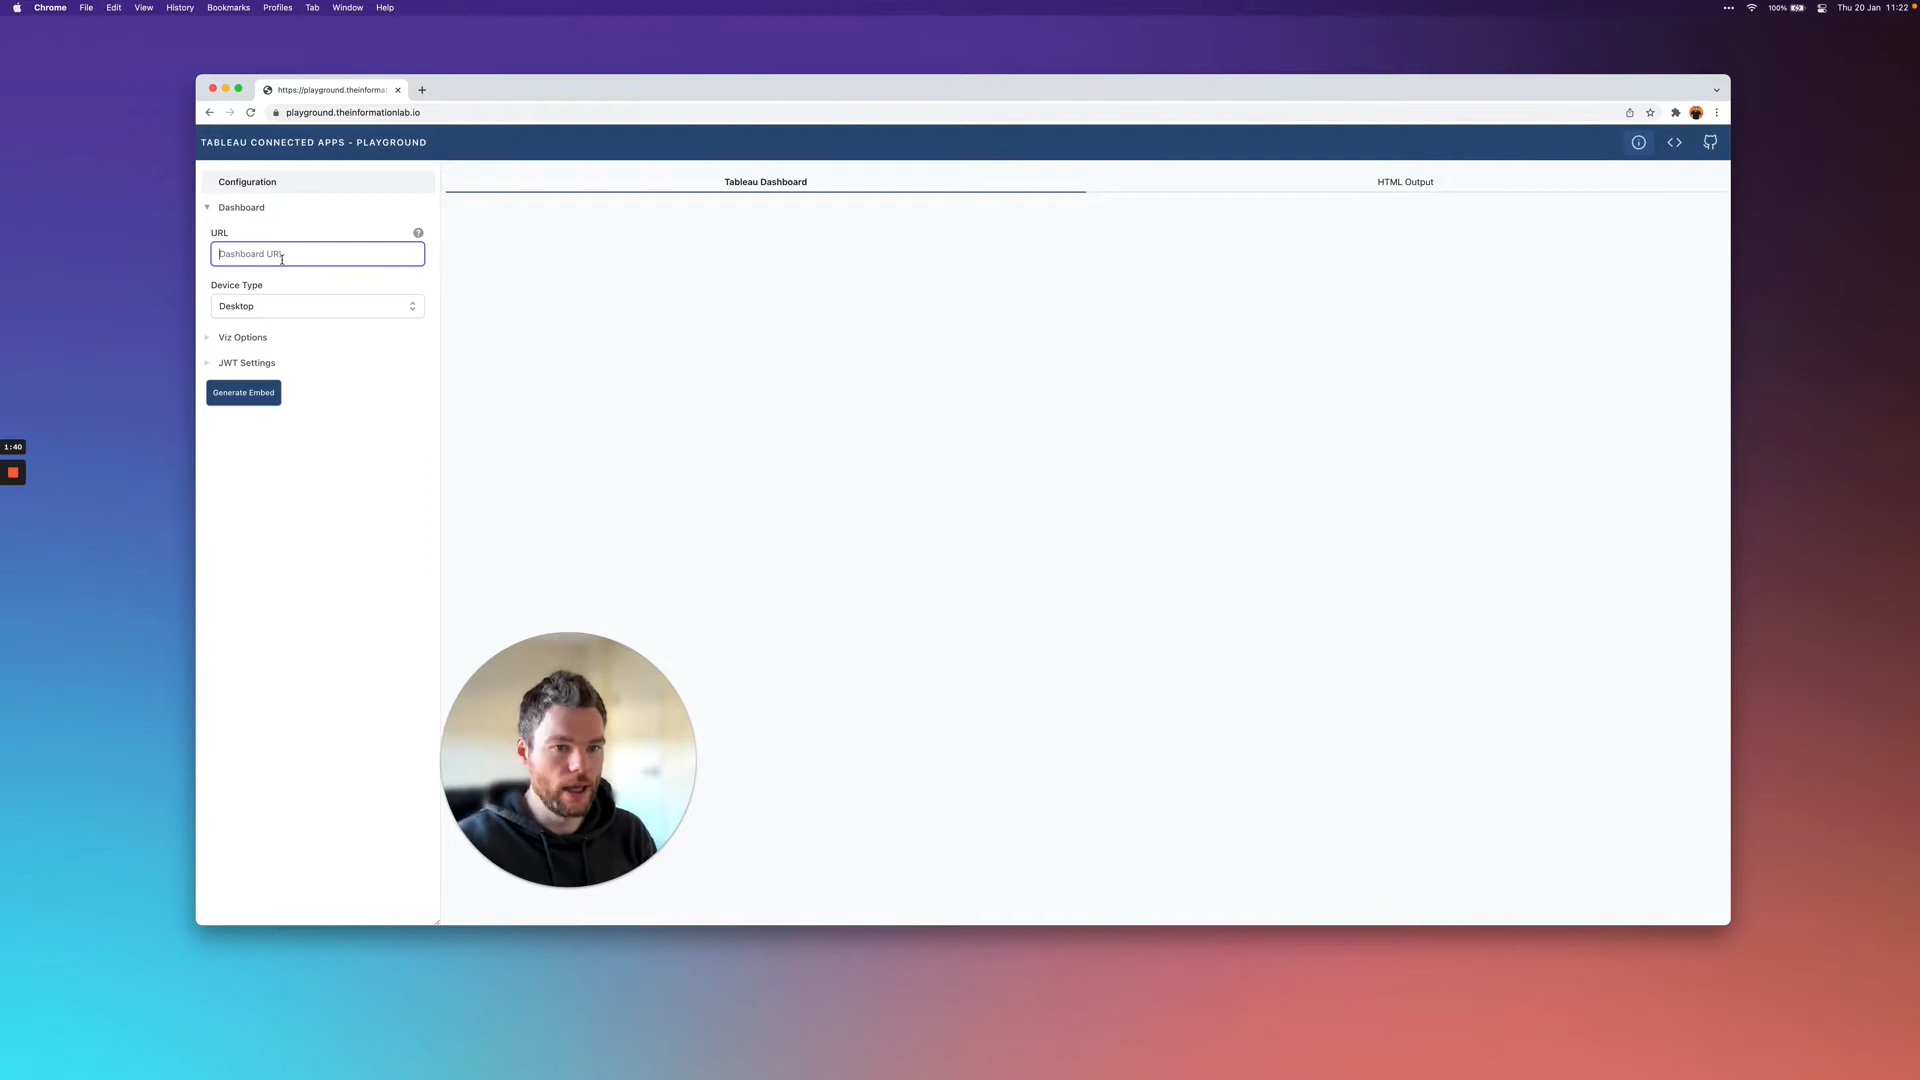 Chrome File Edit View History Bookmarks Profiles Tab Window Help
100% Thu 20 Jan 11:22
https://playground.theinformat
playground.theinformationlab.io
TABLEAU CONNECTED APPS - PLAYGROUND
Configuration
Tableau Dashboard
HTML Output
Dashboard
URL
?
Dashboard URL
Device Type
Desktop
Viz Options
JWT Settings
Generate Embed
1:40